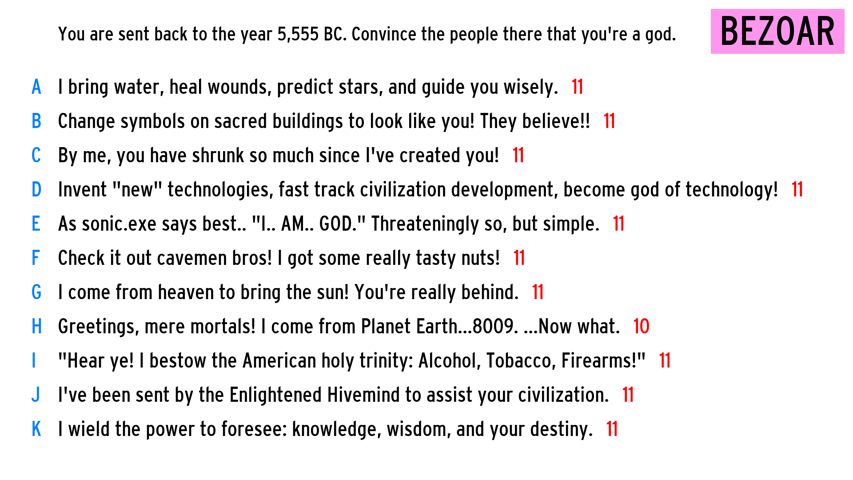 You are sent back to the year 5,555 BC. Convince the people there that you're a god.
BEZOAR
A I bring water, heal wounds, predict stars, and guide you wisely. 11
B Change symbols on sacred buildings to look like you! They believe!! 11
C By me, you have shrunk so much since I've created you! 11
D Invent "new" technologies, fast track civilization development, become god of technology! 11
E As sonic.exe says best.. "I.. AM.. GOD." Threateningly so, but simple. 11
F Check it out cavemen bros! I got some really tasty nuts! 11
G I come from heaven to bring the sun! You're really behind. 11
H Greetings, mere mortals! I come from Planet Earth...8009. ...Now what. 10
I "Hear ye! I bestow the American holy trinity: Alcohol, Tobacco, Firearms!" 11
J I've been sent by the Enlightened Hivemind to assist your civilization. 11
K I wield the power to foresee: knowledge, wisdom, and your destiny. 11